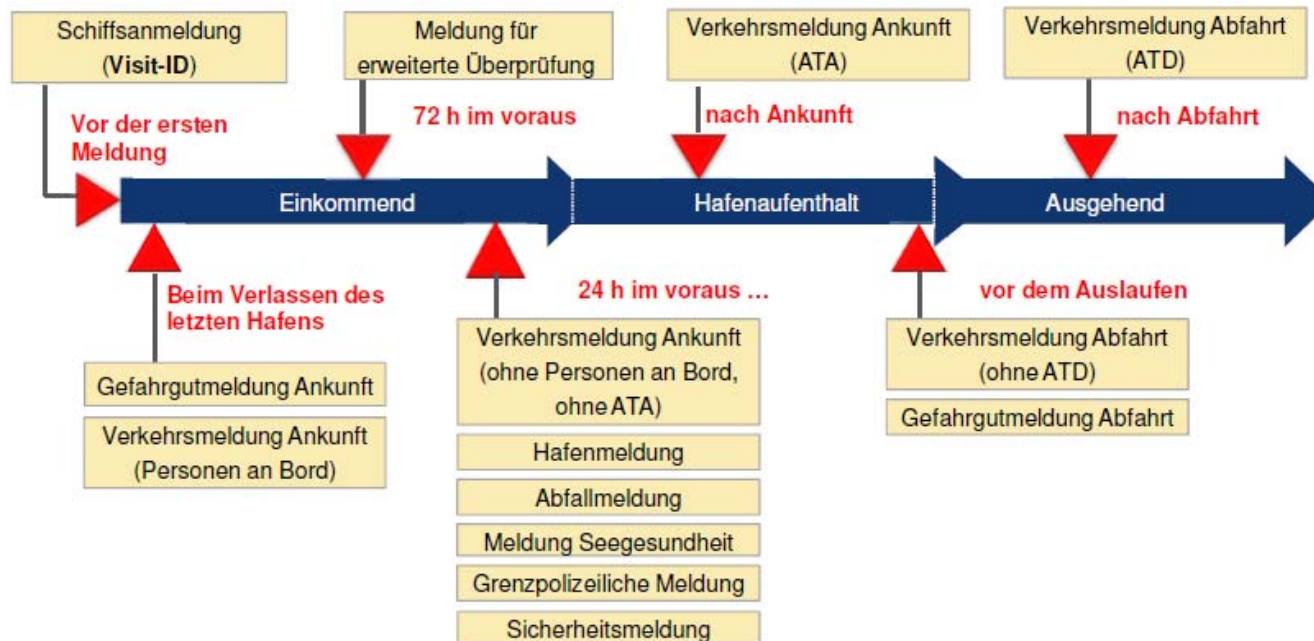 Schiffsanmeldung
(Visit-ID)
Meldung für
erweiterte Überprüfung
Verkehrsmeldung Ankunft
(ATA)
Verkehrsmeldung Abfahrt
(ATD)
Vor der ersten
Meldung
72 h im voraus
nach Ankunft
nach Abfahrt
Einkommend
Hafenaufenthalt
Ausgehend
Beim Verlassen des
letzten Hafens
24 h im voraus ...
vor dem Auslaufen
Gefahrgutmeldung Ankunft
Verkehrsmeldung Ankunft
(Personen an Bord)
Verkehrsmeldung Ankunft
(ohne Personen an Bord,
ohne ATA)
Hafenmeldung
Abfallmeldung
Meldung Seegesundheit
Grenzpolizeiliche Meldung
Sicherheitsmeldung
Verkehrsmeldung Abfahrt
(ohne ATD)
Gefahrgutmeldung Abfahrt